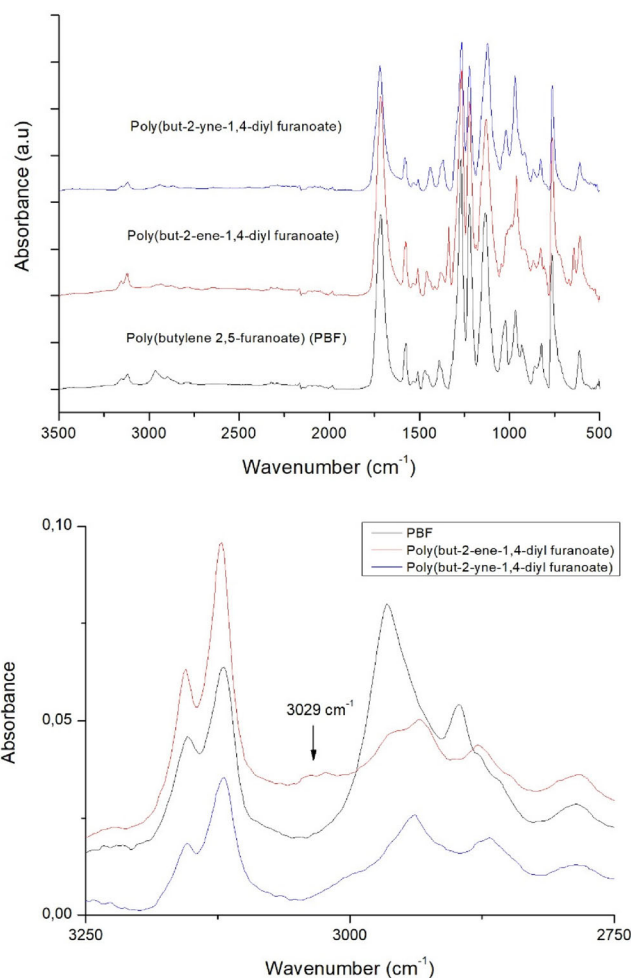 Absorbance (a.u)
Poly(but-2-yne-1,4-diyl furanoate)
Poly(but-2-ene-1,4-diyl furanoate)
Poly(butylene 2,5-furanoate) (PBF)
3500 3000 2500 2000 1500 1000 500
Wavenumber (cm⁻¹)
0,10
PBF
Poly(but-2-ene-1,4-diyl furanoate)
Poly(but-2-yne-1,4-diyl furanoate)
3029 cm⁻¹
Absorbance
0,05
0,00
3250 3000 2750
Wavenumber (cm⁻¹)